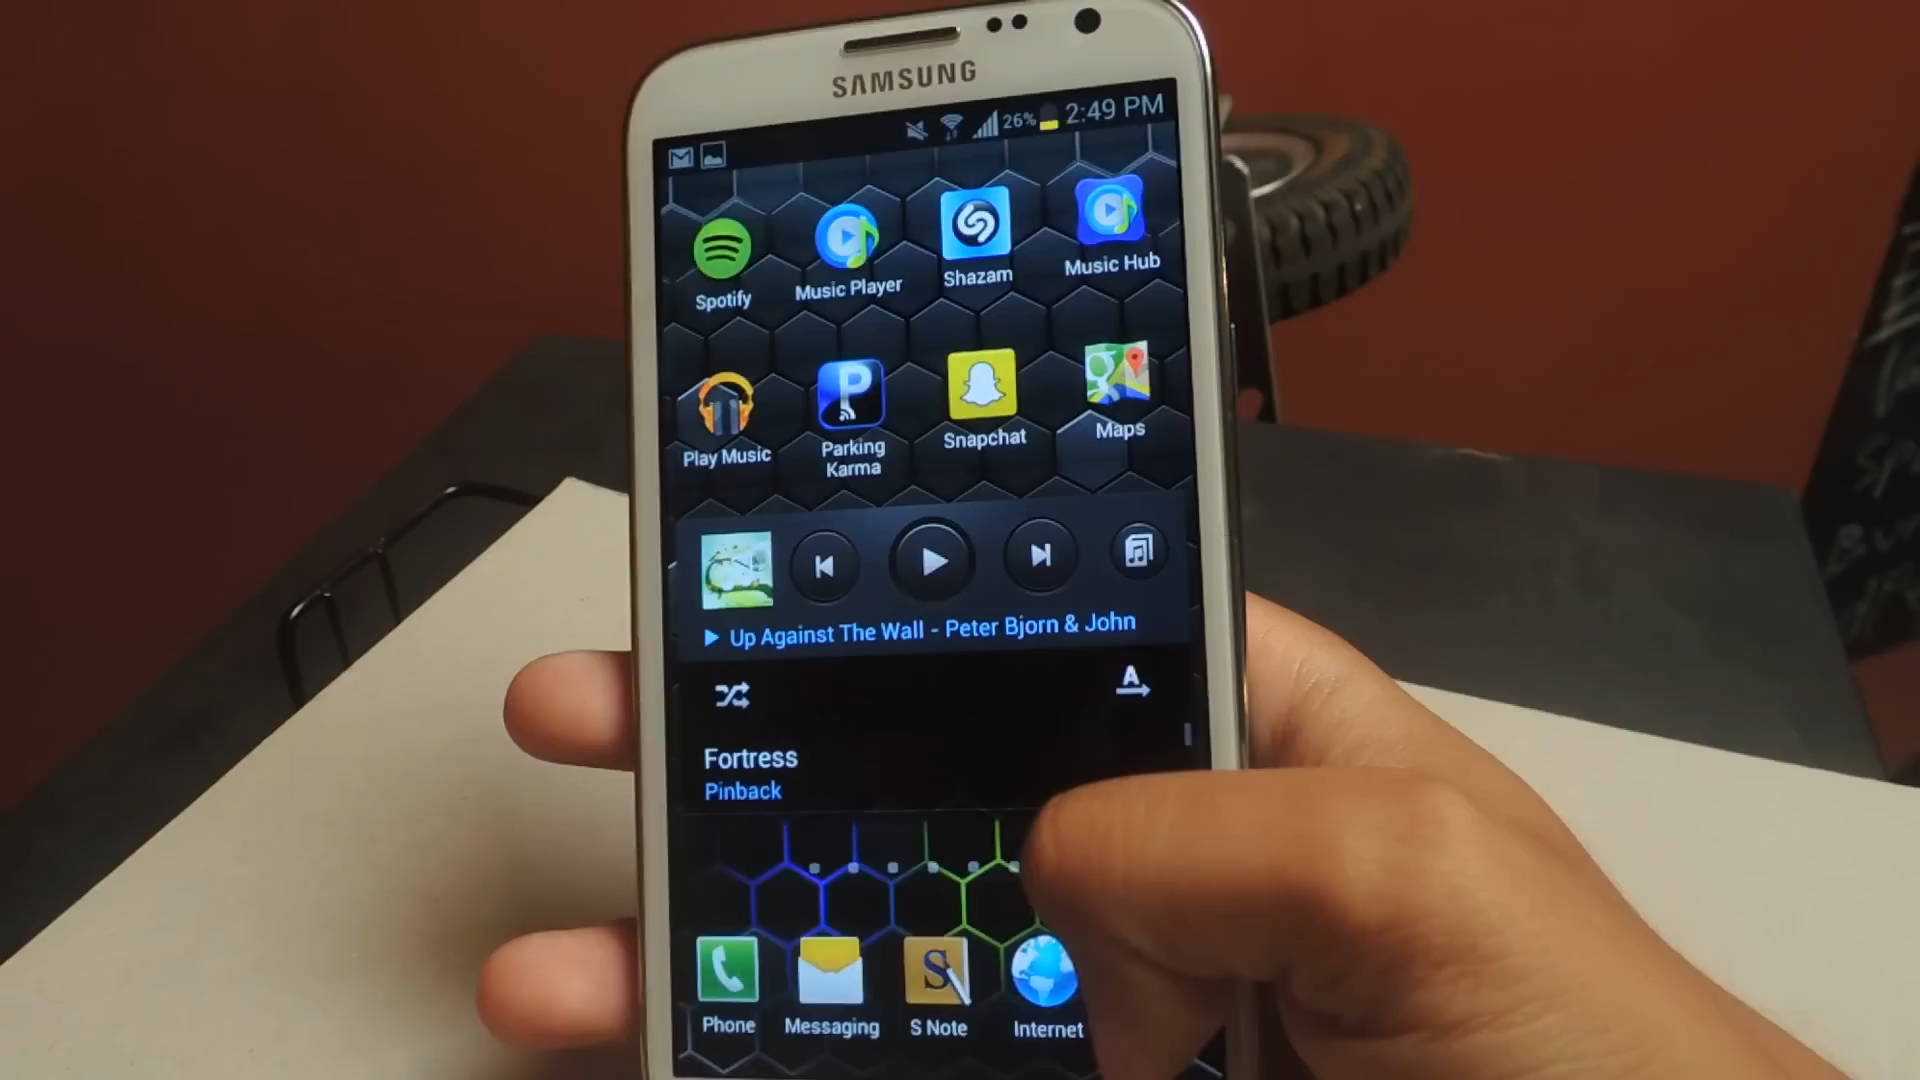 SAMSUNG
26% 2:49 PM
Spotify
Music Player
Shazam
Music Hub
Play Music
Parking
Karma
Snapchat
Maps
Up Against The Wall - Peter Bjorn & John
A
Fortress
Pinback
Phone
Messaging
S Note
Internet